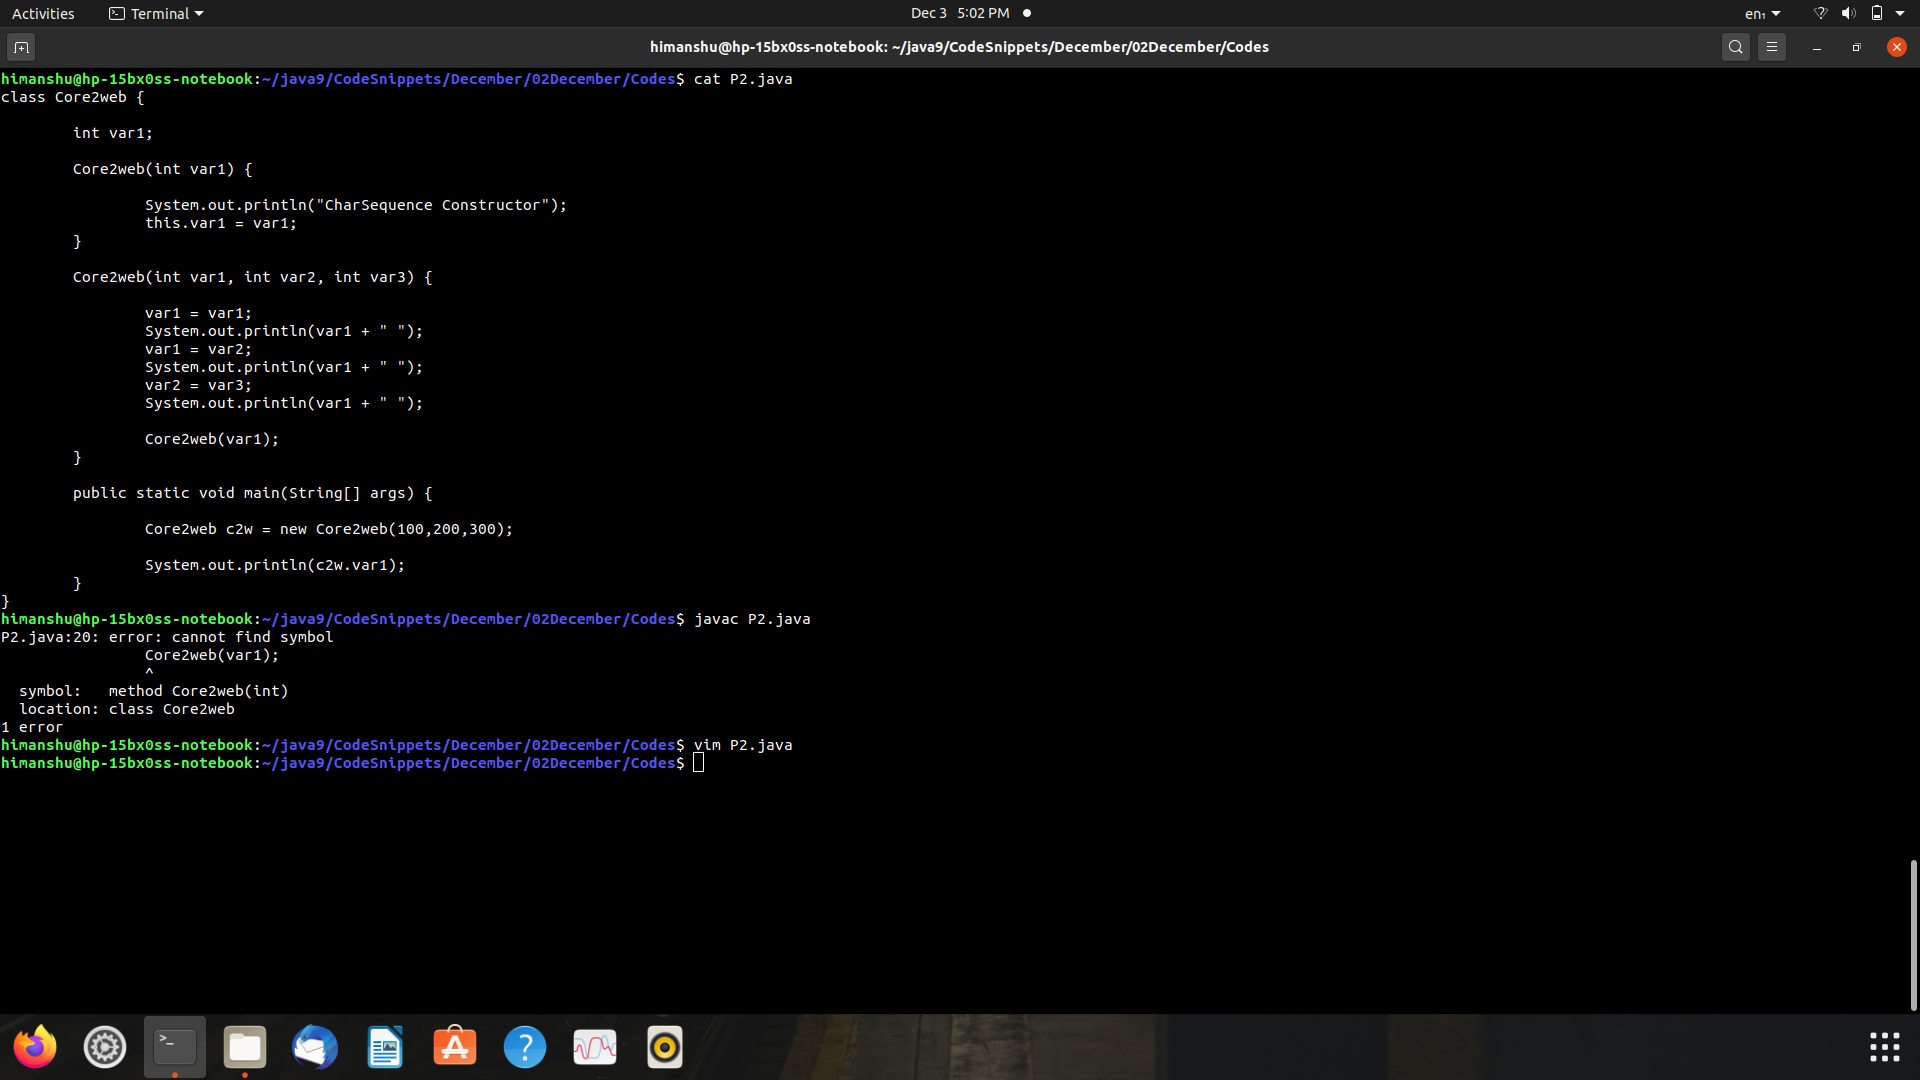 Activities Terminal Dec 3 5:02 PM en₁
himanshu@hp-15bx0ss-notebook: ~/java9/CodeSnippets/December/02December/Codes
himanshu@hp-15bx0ss-notebook:~/java9/CodeSnippets/December/02December/Codes$ cat P2.java
class Core2web {
int var1;
Core2web(int var1) {
System.out.println("CharSequence Constructor");
this.var1 = var1;
}
Core2web(int var1, int var2, int var3) {
var1 = var1;
System.out.println(var1 + " ");
var1 = var2;
System.out.println(var1 + " ");
var2 = var3;
System.out.println(var1 + " ");
Core2web(var1);
}
public static void main(String[] args) {
Core2web c2w = new Core2web(100,200,300);
System.out.println(c2w.var1);
}
}
himanshu@hp-15bx0ss-notebook:~/java9/CodeSnippets/December/02December/Codes$ javac P2.java
P2.java:20: error: cannot find symbol
Core2web(var1);
^
symbol:   method Core2web(int)
location: class Core2web
1 error
himanshu@hp-15bx0ss-notebook:~/java9/CodeSnippets/December/02December/Codes$ vim P2.java
himanshu@hp-15bx0ss-notebook:~/java9/CodeSnippets/December/02December/Codes$